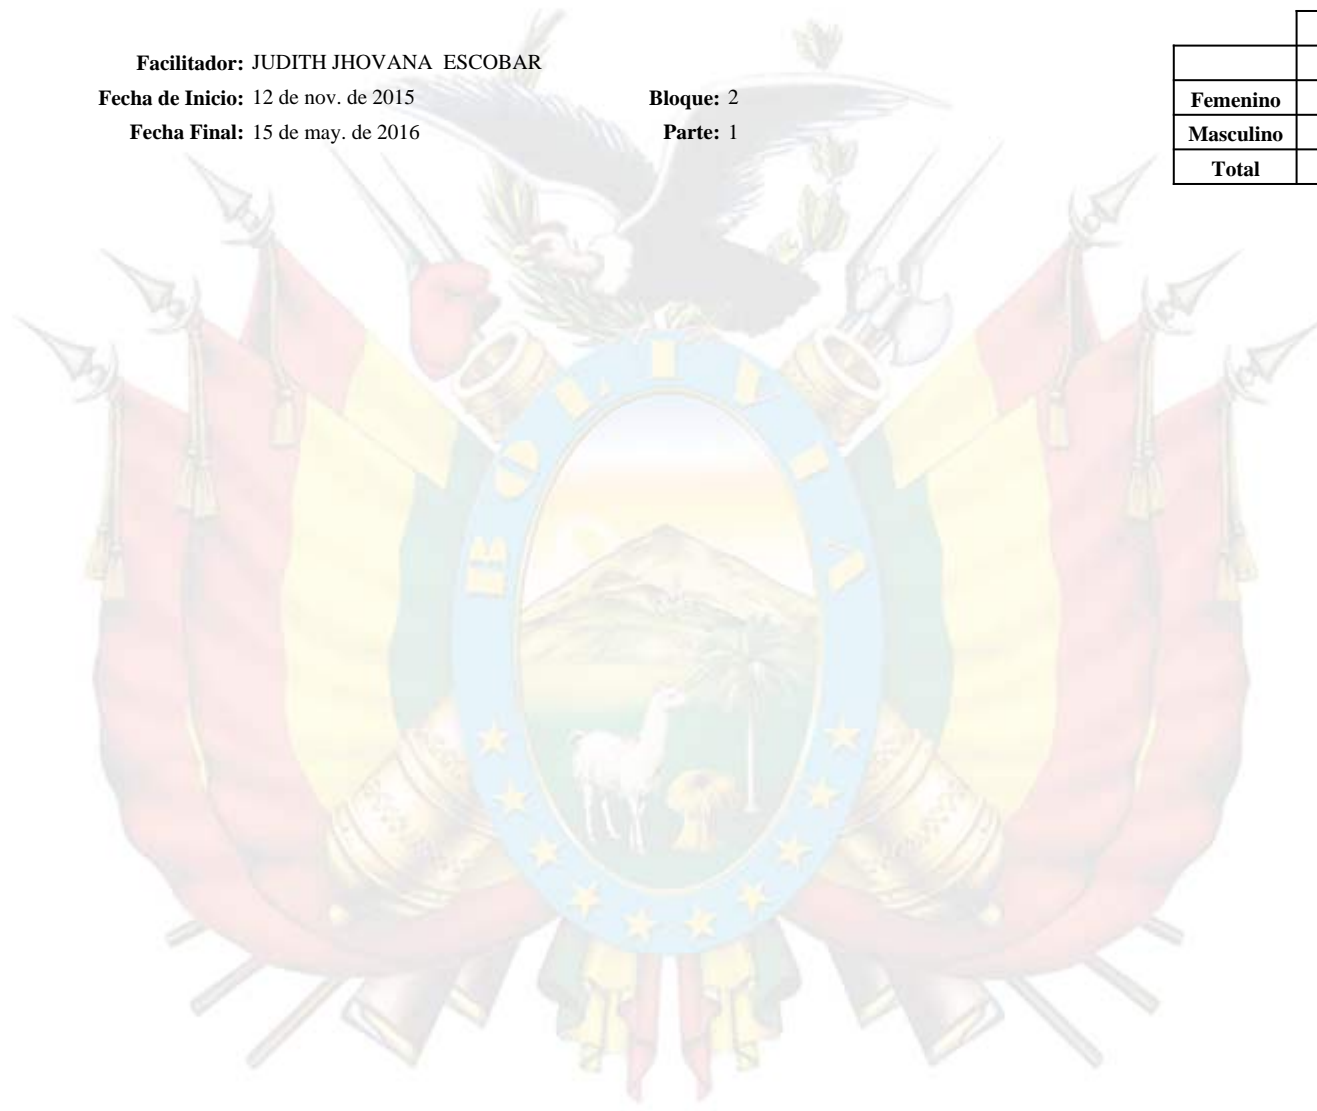 Facilitador: JUDITH JHOVANA ESCOBAR
Fecha de Inicio: 12 de nov. de 2015 Bloque: 2
Fecha Final: 15 de may. de 2016 Parte: 1
Femenino
Masculino
Total
BOLIVIA